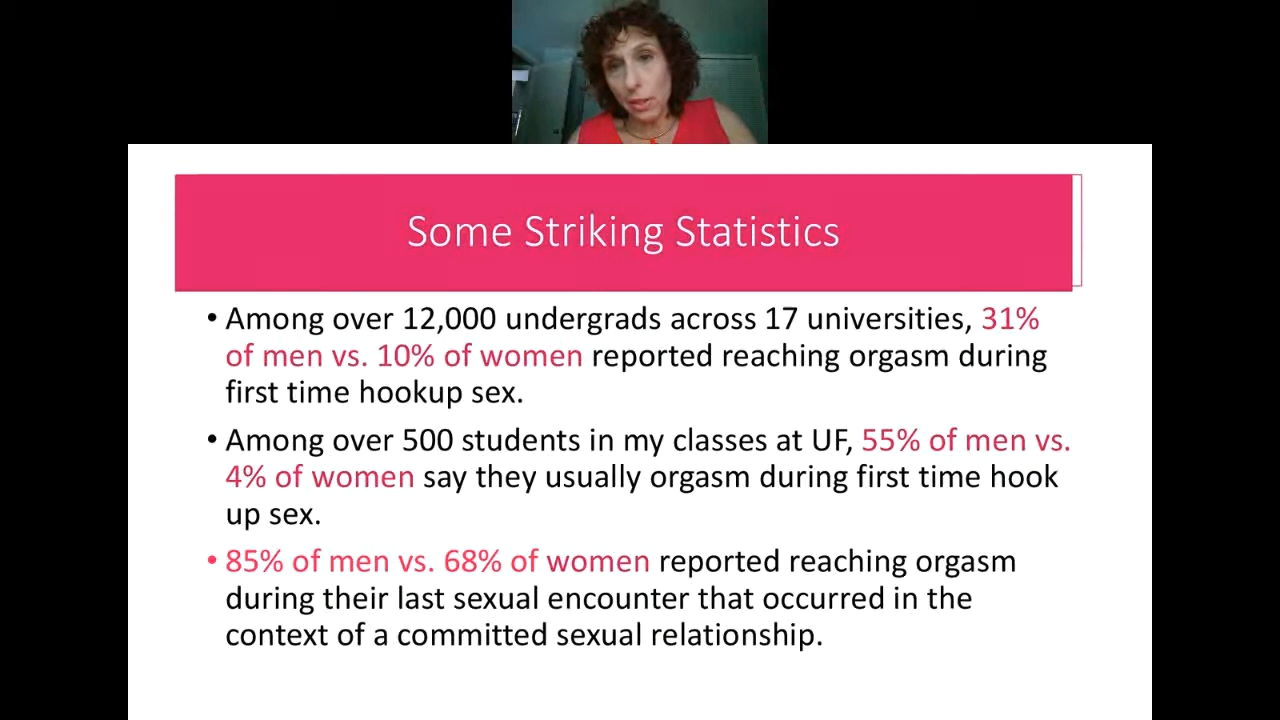 Some Striking Statistics
• Among over 12,000 undergrads across 17 universities, 31%
of men vs. 10% of women reported reaching orgasm during
first time hookup sex.
• Among over 500 students in my classes at UF, 55% of men vs.
4% of women say they usually orgasm during first time hook
up sex.
• 85% of men vs. 68% of women reported reaching orgasm
during their last sexual encounter that occurred in the
context of a committed sexual relationship.